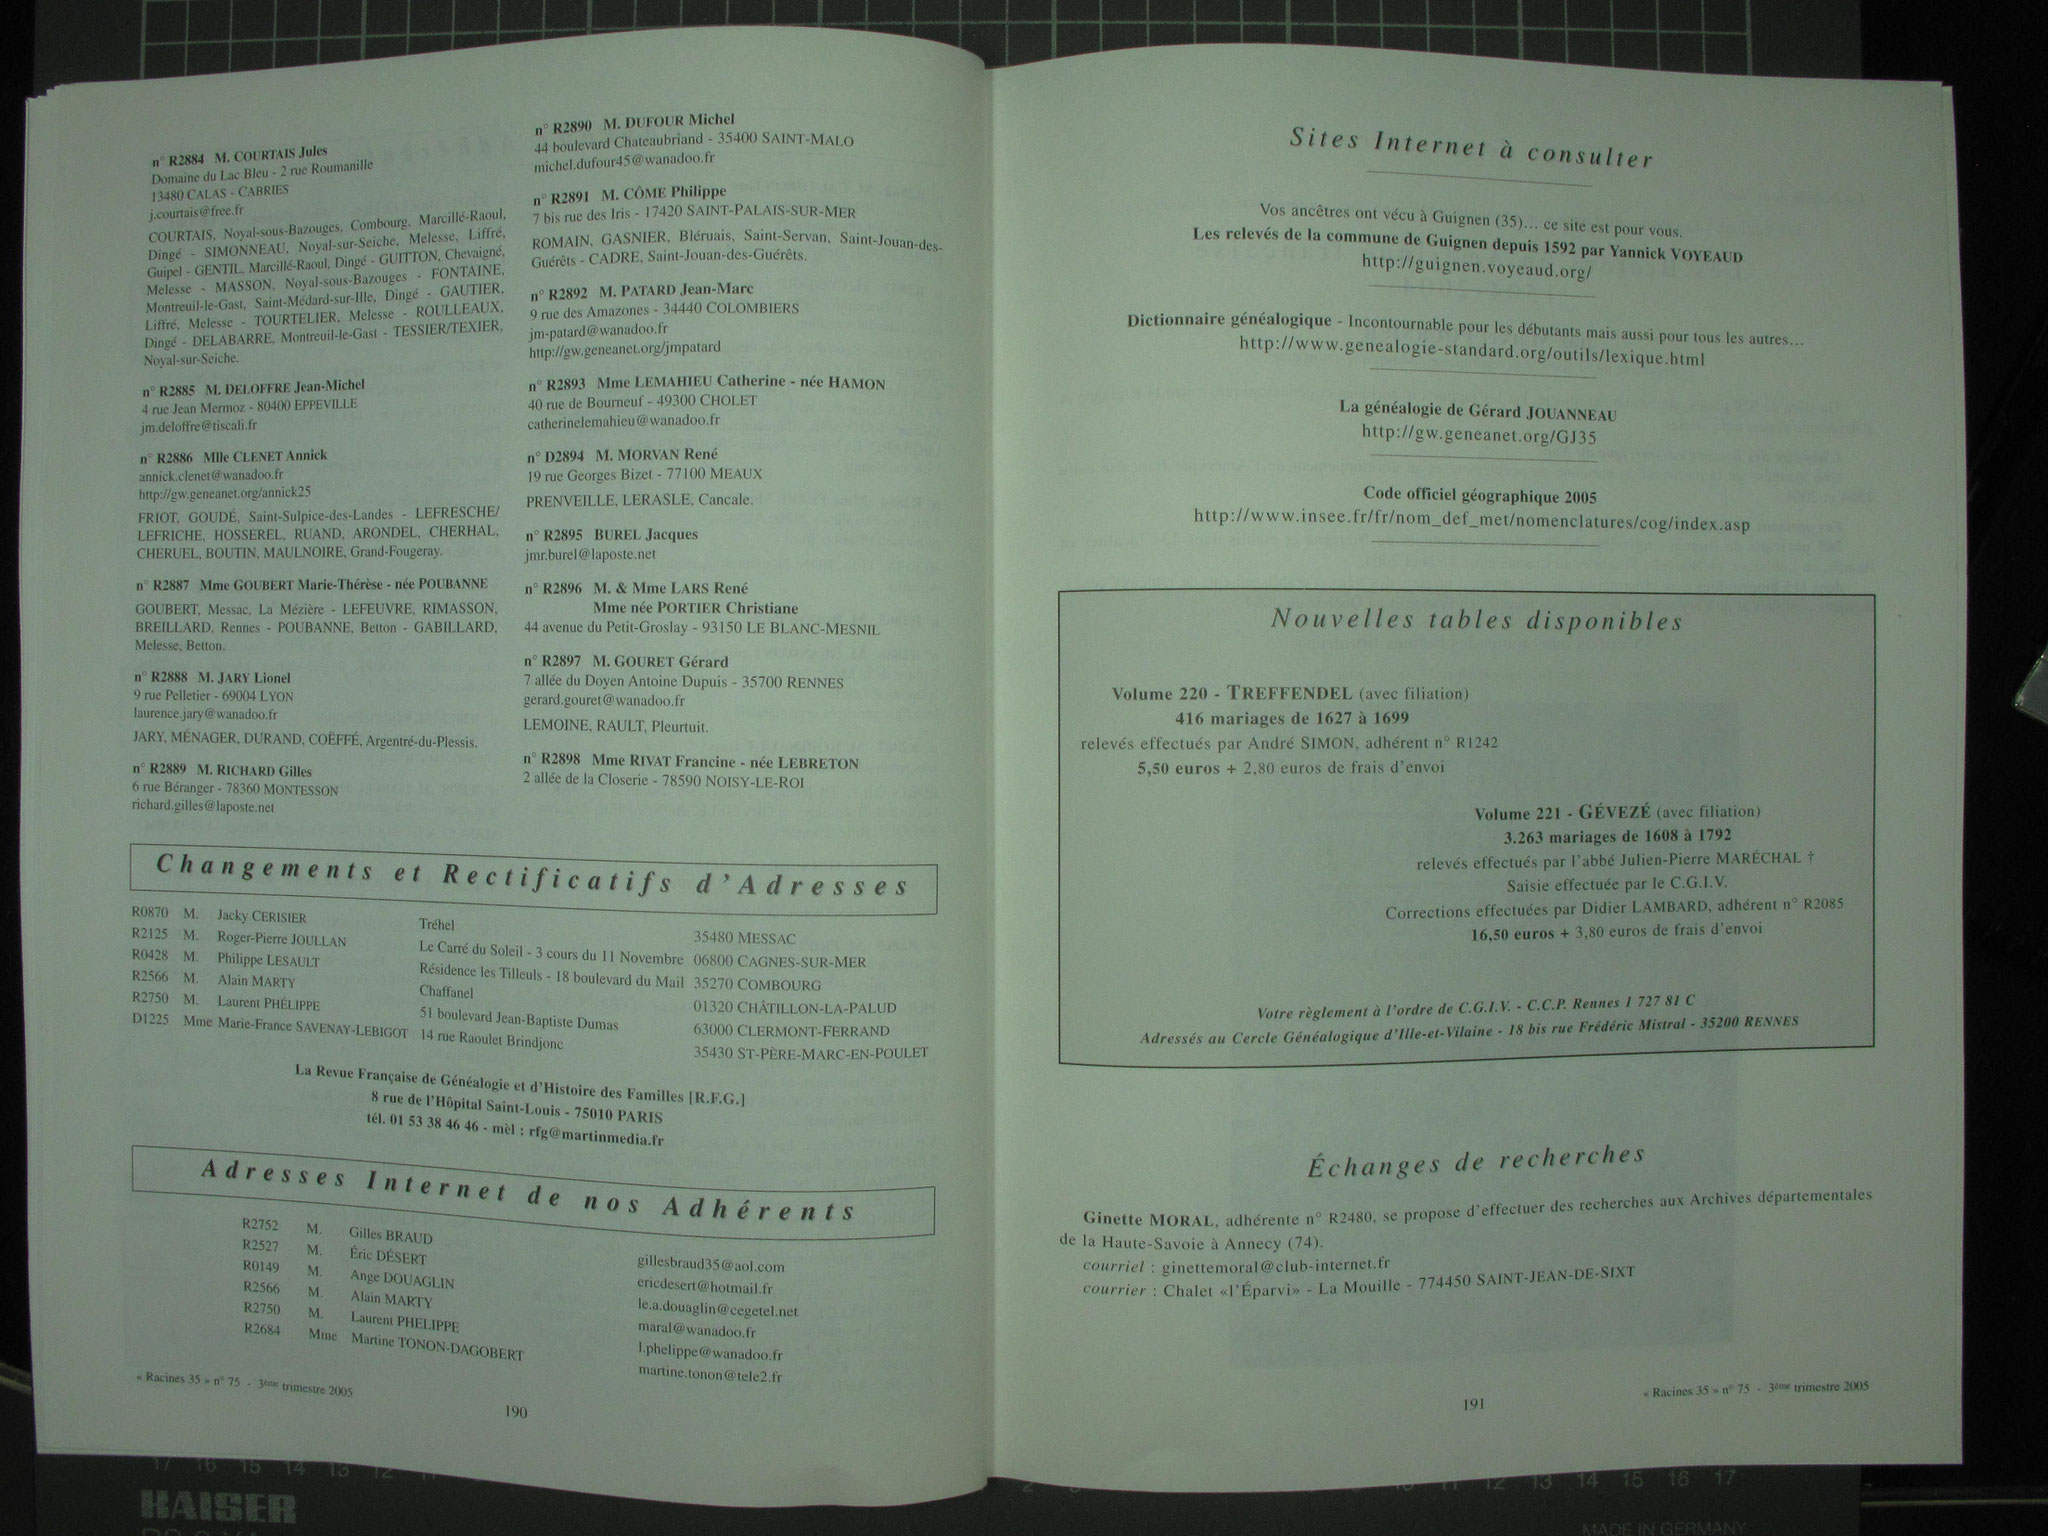 n° R2884 M. COURTAIS Jules
Domaine du Lac Bleu - 2 rue Roumanille
13480 CALAS - CABRIES
j.courtais@free.fr
COURTAIS, Noyal-sous-Bazouges, Combourg, Marcillé-Raoul,
Dingé - SIMONNEAU, Noyal-sur-Seiche, Melesse, Liffré,
Guipel - GENTIL, Marcillé-Raoul, Dingé - GUITTON, Chevaigné,
Melesse - MASSON, Noyal-sous-Bazouges - FONTAINE,
Montreuil-le-Gast, Saint-Médard-sur-Ille, Dingé - GAUTIER,
Liffré, Melesse - TOURTELIER, Melesse - ROULLEAUX,
Dingé - DELABARRE, Montreuil-le-Gast - TESSIER/TEXIER,
Noyal-sur-Seiche.
n° R2885 M. DELOFFRE Jean-Michel
4 rue Jean Mermoz - 80400 EPPEVILLE
jm.deloffre@tiscali.fr
n° R2886 Mlle CLENET Annick
annick.clenet@wanadoo.fr
http://gw.geneanet.org/annick25
FRIOT, GOUDÉ, Saint-Sulpice-des-Landes - LEFRESCHE/
LEFRICHE, HOSSEREL, RUAND, ARONDEL, CHERHAL,
CHERUEL, BOUTIN, MAULNOIRE, Grand-Fougeray.
n° R2887 Mme GOUBERT Marie-Thérèse - née POUBANNE
GOUBERT, Messac, La Mézière - LEFEUVRE, RIMASSON,
BREILLARD, Rennes - POUBANNE, Betton - GABILLARD,
Melesse, Betton.
n° R2888 M. JARY Lionel
9 rue Pelletier - 69004 LYON
laurence.jary@wanadoo.fr
JARY, MÉNAGER, DURAND, COËFFÉ, Argentré-du-Plessis.
n° R2889 M. RICHARD Gilles
6 rue Béranger - 78360 MONTESSON
richard.gilles@laposte.net
n° R2890 M. DUFOUR Michel
44 boulevard Chateaubriand - 35400 SAINT-MALO
michel.dufour45@wanadoo.fr
n° R2891 M. CÔME Philippe
7 bis rue des Iris - 17420 SAINT-PALAIS-SUR-MER
ROMAIN, GASNIER, Bléruais, Saint-Servan, Saint-Jouan-des-
Guérêts - CADRE, Saint-Jouan-des-Guérêts.
n° R2892 M. PATARD Jean-Marc
9 rue des Amazones - 34440 COLOMBIERS
jm-patard@wanadoo.fr
http://gw.geneanet.org/jmpatard
n° R2893 Mme LEMAHIEU Catherine - née HAMON
40 rue de Bourneuf - 49300 CHOLET
catherinelemahieu@wanadoo.fr
n° D2894 M. MORVAN René
19 rue Georges Bizet - 77100 MEAUX
PRENVEILLE, LERASLE, Cancale.
n° R2895 BUREL Jacques
jmr.burel@laposte.net
n° R2896 M. & Mme LARS René
Mme née PORTIER Christiane
44 avenue du Petit-Groslay - 93150 LE BLANC-MESNIL
n° R2897 M. GOURET Gérard
7 allée du Doyen Antoine Dupuis - 35700 RENNES
gerard.gouret@wanadoo.fr
LEMOINE, RAULT, Pleurtuit.
n° R2898 Mme RIVAT Francine - née LEBRETON
2 allée de la Closerie - 78590 NOISY-LE-ROI
Changements et Rectificatifs d'Adresses
R0870 M. Jacky CERISIER Tréhel 35480 MESSAC
R2125 M. Roger-Pierre JOULLAN Le Carré du Soleil - 3 cours du 11 Novembre 06800 CAGNES-SUR-MER
R0428 M. Philippe LESAULT Résidence les Tilleuls - 18 boulevard du Mail 35270 COMBOURG
R2566 M. Alain MARTY Chaffanel 01320 CHÂTILLON-LA-PALUD
R2750 M. Laurent PHÉLIPPE 51 boulevard Jean-Baptiste Dumas 63000 CLERMONT-FERRAND
D1225 Mme Marie-France SAVENAY-LEBIGOT 14 rue Raoulet Brindjonc 35430 ST-PÈRE-MARC-EN-POULET
La Revue Française de Généalogie et d'Histoire des Familles [R.F.G.]
8 rue de l'Hôpital Saint-Louis - 75010 PARIS
tél. 01 53 38 46 46 - mèl : rfg@martinmedia.fr
Adresses Internet de nos Adhérents
R2752 M. Gilles BRAUD gillesbraud35@aol.com
R2527 M. Éric DÉSERT ericdesert@hotmail.fr
R0149 M. Ange DOUAGLIN le.a.douaglin@cegetel.net
R2566 M. Alain MARTY maral@wanadoo.fr
R2750 M. Laurent PHELIPPE l.phelippe@wanadoo.fr
R2684 Mme Martine TONON-DAGOBERT martine.tonon@tele2.fr
« Racines 35 » n° 75 - 3ème trimestre 2005
190
Sites Internet à consulter
Vos ancêtres ont vécu à Guignen (35)... ce site est pour vous.
Les relevés de la commune de Guignen depuis 1592 par Yannick VOYEAUD
http://guignen.voyeaud.org/
Dictionnaire généalogique - Incontournable pour les débutants mais aussi pour tous les autres...
http://www.genealogie-standard.org/outils/lexique.html
La généalogie de Gérard JOUANNEAU
http://gw.geneanet.org/GJ35
Code officiel géographique 2005
http://www.insee.fr/fr/nom_def_met/nomenclatures/cog/index.asp
Nouvelles tables disponibles
Volume 220 - TREFFENDEL (avec filiation)
416 mariages de 1627 à 1699
relevés effectués par André SIMON, adhérent n° R1242
5,50 euros + 2,80 euros de frais d'envoi
Volume 221 - GÉVEZÉ (avec filiation)
3.263 mariages de 1608 à 1792
relevés effectués par l'abbé Julien-Pierre MARÉCHAL †
Saisie effectuée par le C.G.I.V.
Corrections effectuées par Didier LAMBARD, adhérent n° R2085
16,50 euros + 3,80 euros de frais d'envoi
Votre règlement à l'ordre de C.G.I.V. - C.C.P. Rennes 1 727 81 C
Adressés au Cercle Généalogique d'Ille-et-Vilaine - 18 bis rue Frédéric Mistral - 35200 RENNES
Échanges de recherches
Ginette MORAL, adhérente n° R2480, se propose d'effectuer des recherches aux Archives départementales
de la Haute-Savoie à Annecy (74).
courriel : ginettemoral@club-internet.fr
courrier : Chalet «l'Éparvi» - La Mouille - 774450 SAINT-JEAN-DE-SIXT
« Racines 35 » n° 75 - 3ème trimestre 2005
191
17 16 15 14 13 12
10 11 12 13 14 15 16 17
KAISER
MADE IN GERMANY